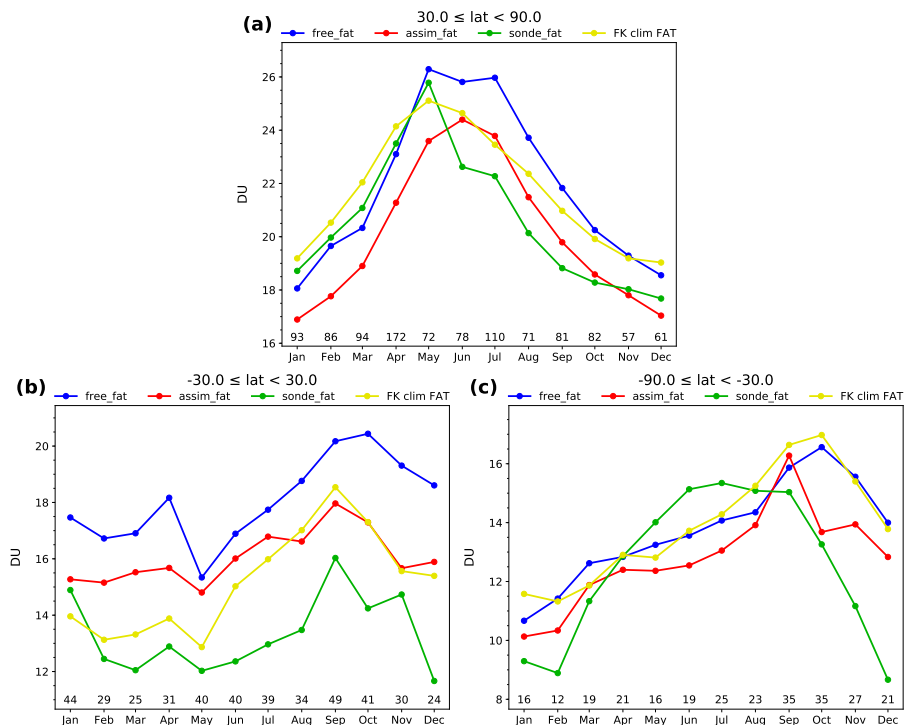 (a)
30.0 ≤ lat < 90.0
free_fat assim_fat sonde_fat FK clim FAT
26
24
22
20
18
16
DU
93 86 94 172 72 78 110 71 81 82 57 61
Jan Feb Mar Apr May Jun Jul Aug Sep Oct Nov Dec
(b)
-30.0 ≤ lat < 30.0
free_fat assim_fat sonde_fat FK clim FAT
20
18
16
14
12
DU
44 29 25 31 40 40 39 34 49 41 30 24
Jan Feb Mar Apr May Jun Jul Aug Sep Oct Nov Dec
(c)
-90.0 ≤ lat < -30.0
free_fat assim_fat sonde_fat FK clim FAT
16
14
12
10
8
DU
16 12 19 21 16 19 25 23 35 35 27 21
Jan Feb Mar Apr May Jun Jul Aug Sep Oct Nov Dec